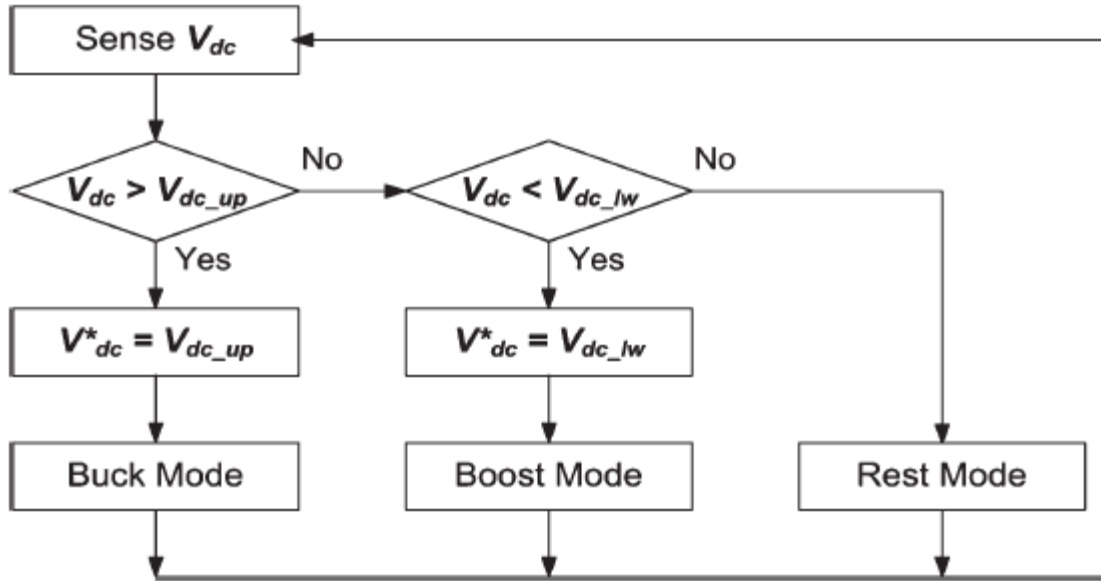 Sense V_dc
V_dc > V_dc_up
No
V_dc < V_dc_lw
No
Yes
Yes
V*_dc = V_dc_up
V*_dc = V_dc_lw
Buck Mode
Boost Mode
Rest Mode